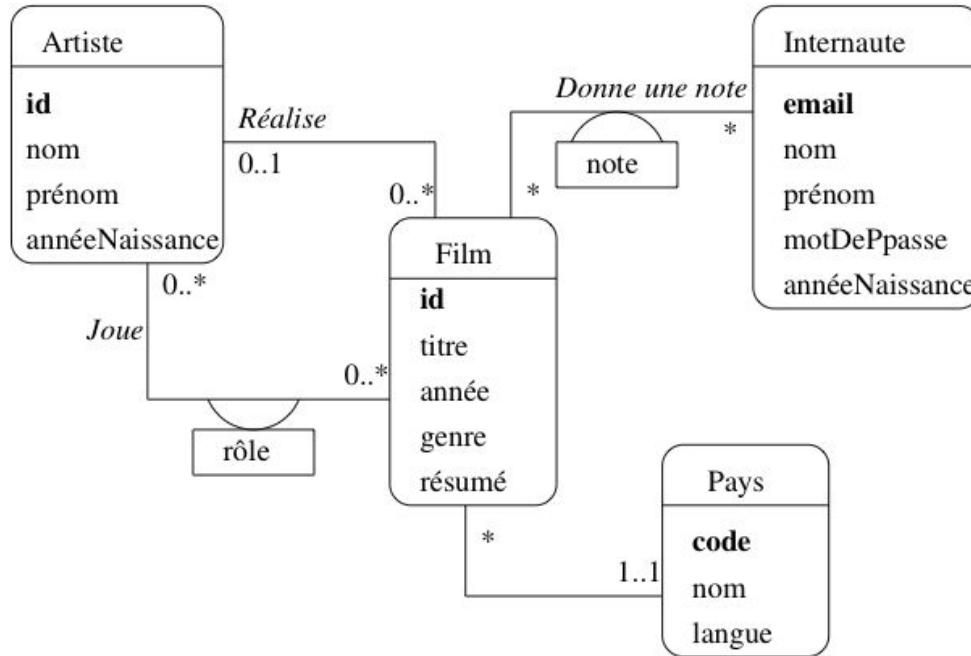 Artiste
id
nom
prénom
annéeNaissance
Réalise
0..1
0..*
0..*
Joue
0..*
rôle
Film
id
titre
année
genre
résumé
Donne une note
*
*
note
Internaute
email
nom
prénom
motDePpasse
annéeNaissance
*
1..1
Pays
code
nom
langue